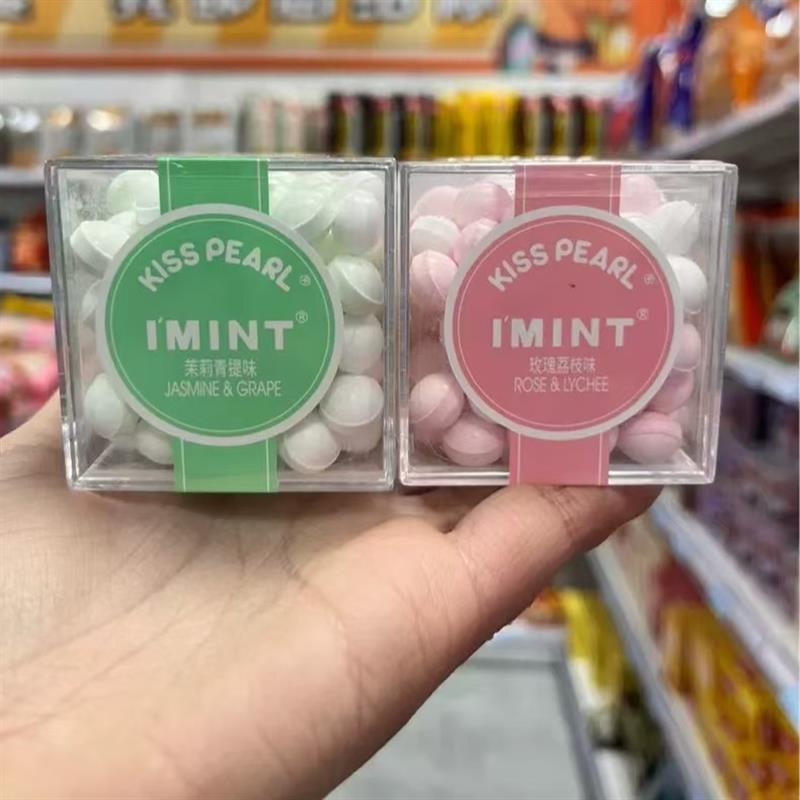 KISS PEARL
I'MINT®
茉莉青提味
JASMINE & GRAPE
KISS PEARL
I'MINT®
玫瑰荔枝味
ROSE & LYCHEE